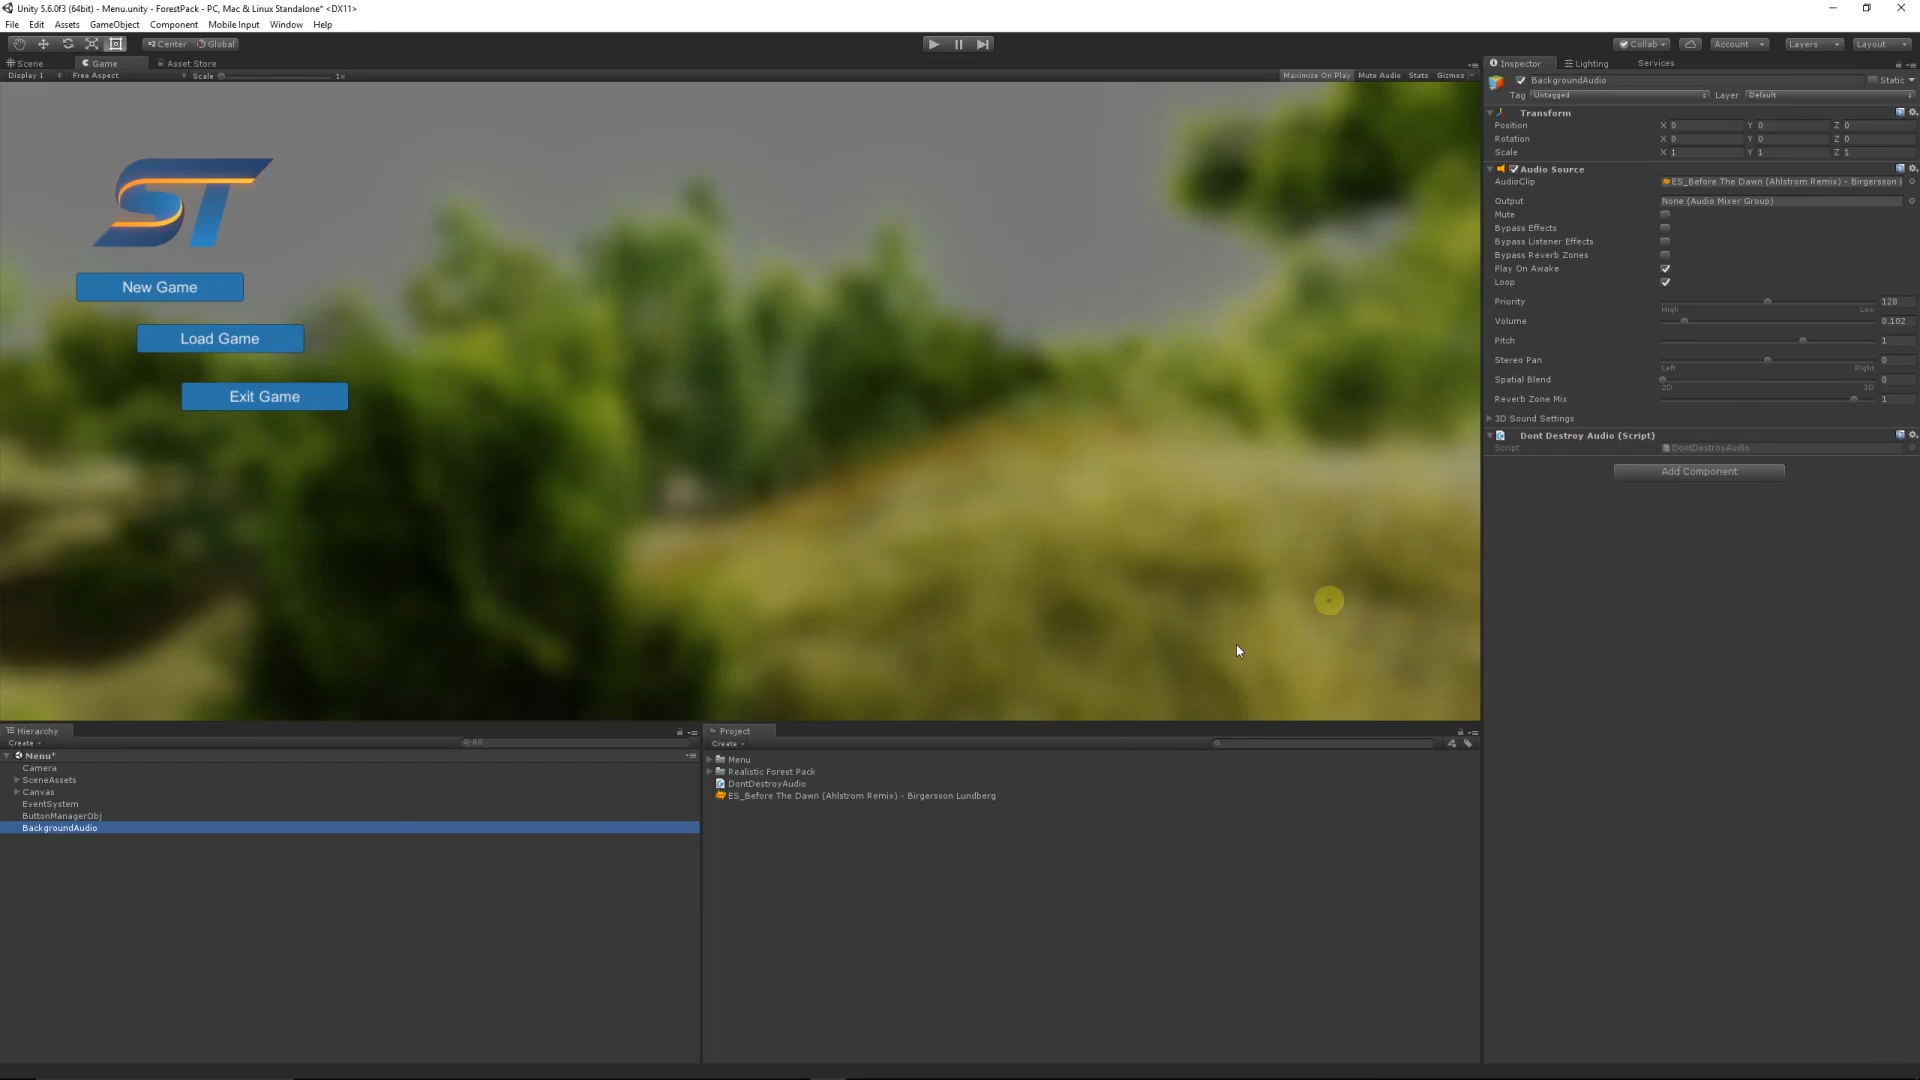 Unity 5.6.0f3 (64bit) - Menu.unity - ForestPack - PC, Mac & Linux Standalone* <DX11>
File Edit Assets GameObject Component Mobile Input Window Help
Center Global Collab Account Layers Layout
Scene Game Asset Store
Display 1 Free Aspect Scale 1x Maximize On Play Mute Audio Stats Gizmos
ST
New Game
Load Game
Exit Game
Inspector Lighting Services
BackgroundAudio Static
Tag Untagged Layer Default
Transform
Position X 0 Y 0 Z 0
Rotation X 0 Y 0 Z 0
Scale X 1 Y 1 Z 1
Audio Source
AudioClip ES_Before The Dawn (Ahlstrom Remix) - Birgersson
Output None (Audio Mixer Group)
Mute
Bypass Effects
Bypass Listener Effects
Bypass Reverb Zones
Play On Awake
Loop
Priority 128
High Low
Volume 0.102
Pitch 1
Stereo Pan 0
Left Right
Spatial Blend 0
2D 3D
Reverb Zone Mix 1
3D Sound Settings
Dont Destroy Audio (Script)
Script DontDestroyAudio
Add Component
Hierarchy
Create All
Menu*
Camera
SceneAssets
Canvas
EventSystem
ButtonManagerObj
BackgroundAudio
Project
Create
Menu
Realistic Forest Pack
DontDestroyAudio
ES_Before The Dawn (Ahlstrom Remix) - Birgersson Lundberg